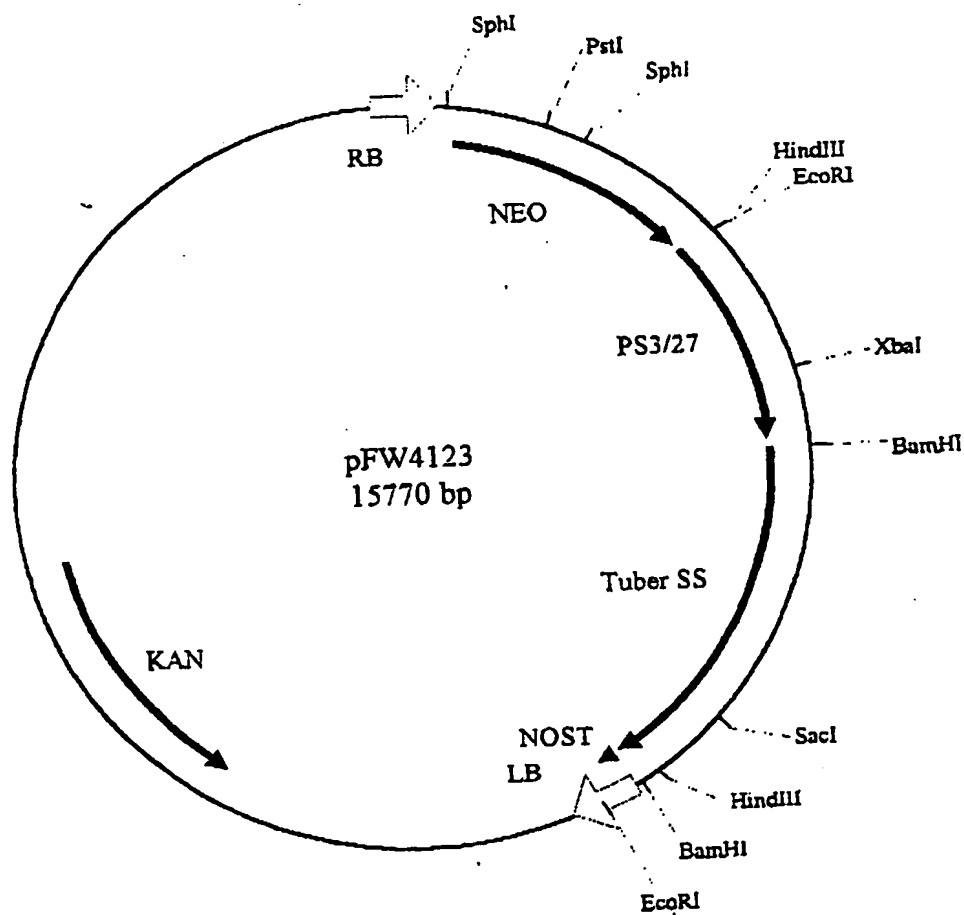 SphI
PstI
SphI
RB
HindIII
EcoRI
NEO
PS3/27
XbaI
BamHI
pFW4123
15770 bp
Tuber SS
KAN
NOST
SacI
LB
HindIII
BamHI
EcoRI